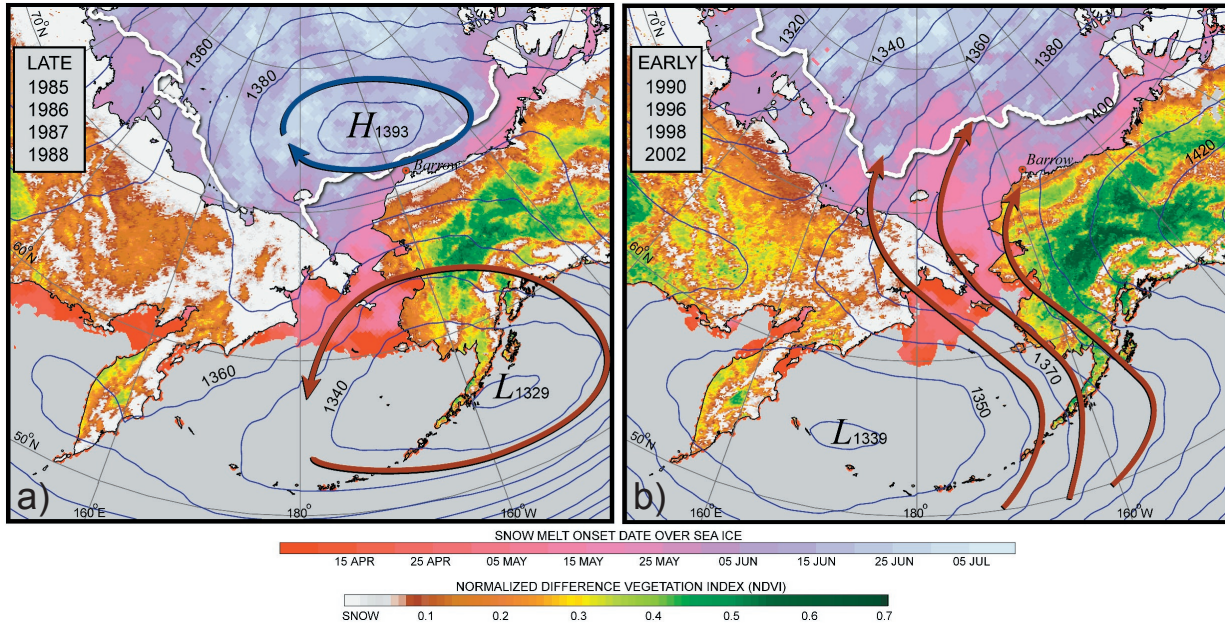 70°N
1360
LATE
1985
1986
1987
1988
1380
H1393
Barrow
60°N
1360
1340
L1329
50°N
a)
160°E
180°
160°W
70°N
1320
1340
1360
1380
EARLY
1990
1996
1998
2002
1400
Barrow
1420
60°N
1370
1350
L1339
50°N
b)
160°E
180°
160°W
SNOW MELT ONSET DATE OVER SEA ICE
15 APR 25 APR 05 MAY 15 MAY 25 MAY 05 JUN 15 JUN 25 JUN 05 JUL
NORMALIZED DIFFERENCE VEGETATION INDEX (NDVI)
SNOW 0.1 0.2 0.3 0.4 0.5 0.6 0.7